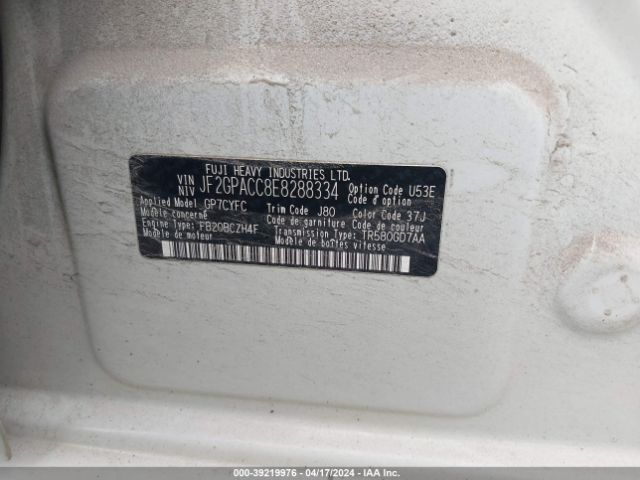 FUJI HEAVY INDUSTRIES LTD.
VIN NIV JF2GPACC8E8288334 Option Code U53E
Code d'option
Applied Model GP7CYFC Trim Code J80 Color Code 37J
Modèle concerné Code de garniture Code de couleur
Engine Type: FB20BCZH4F Transmission Type: TR580GD7AA
Modèle de moteur Modèle de boîtes vitesse
000-39219976 - 04/17/2024 - IAA Inc.